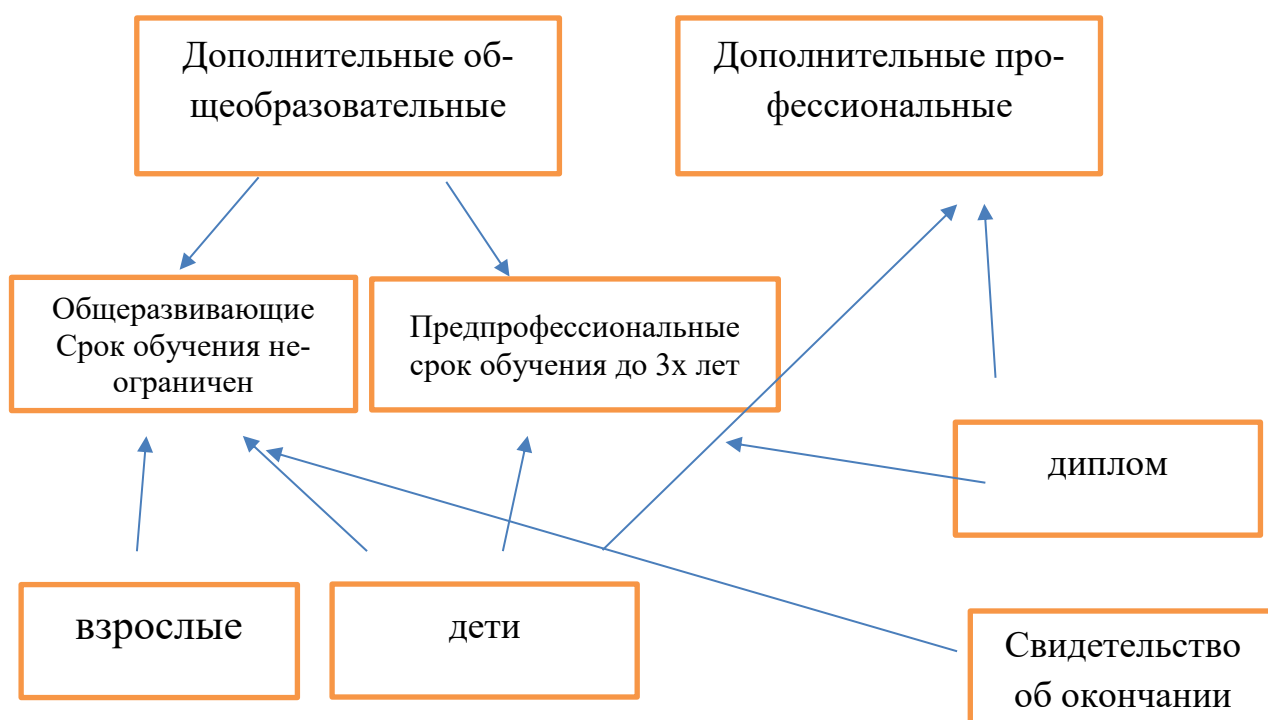 Дополнительные об-
щеобразовательные
Дополнительные про-
фессиональные
Общеразвивающие
Срок обучения не-
ограничен
Предпрофессиональные
срок обучения до 3х лет
диплом
взрослые
дети
Свидетельство
об окончании